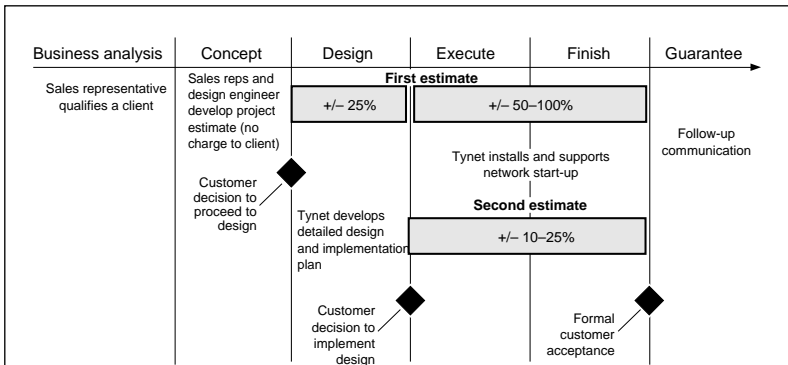 Business analysis
Concept
Design
Execute
Finish
Guarantee
Sales representative
qualifies a client
Sales reps and
design engineer
develop project
estimate (no
charge to client)
First estimate
+/– 25%
+/– 50–100%
Follow-up
communication
Tynet installs and supports
network start-up
Customer
decision to
proceed to
design
Tynet develops
detailed design
and implementation
plan
Second estimate
+/– 10–25%
Customer
decision to
implement
design
Formal
customer
acceptance